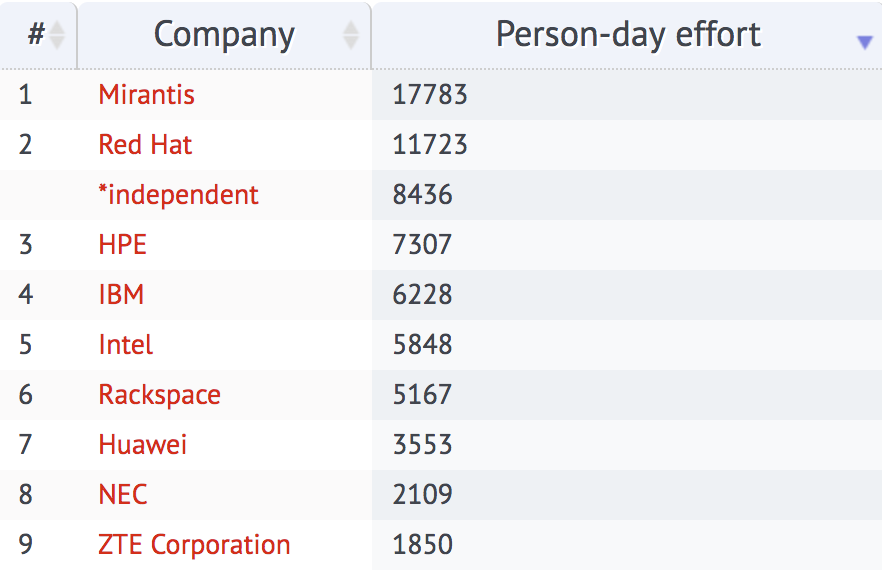 # Company Person-day effort
1 Mirantis 17783
2 Red Hat 11723
*independent 8436
3 HPE 7307
4 IBM 6228
5 Intel 5848
6 Rackspace 5167
7 Huawei 3553
8 NEC 2109
9 ZTE Corporation 1850